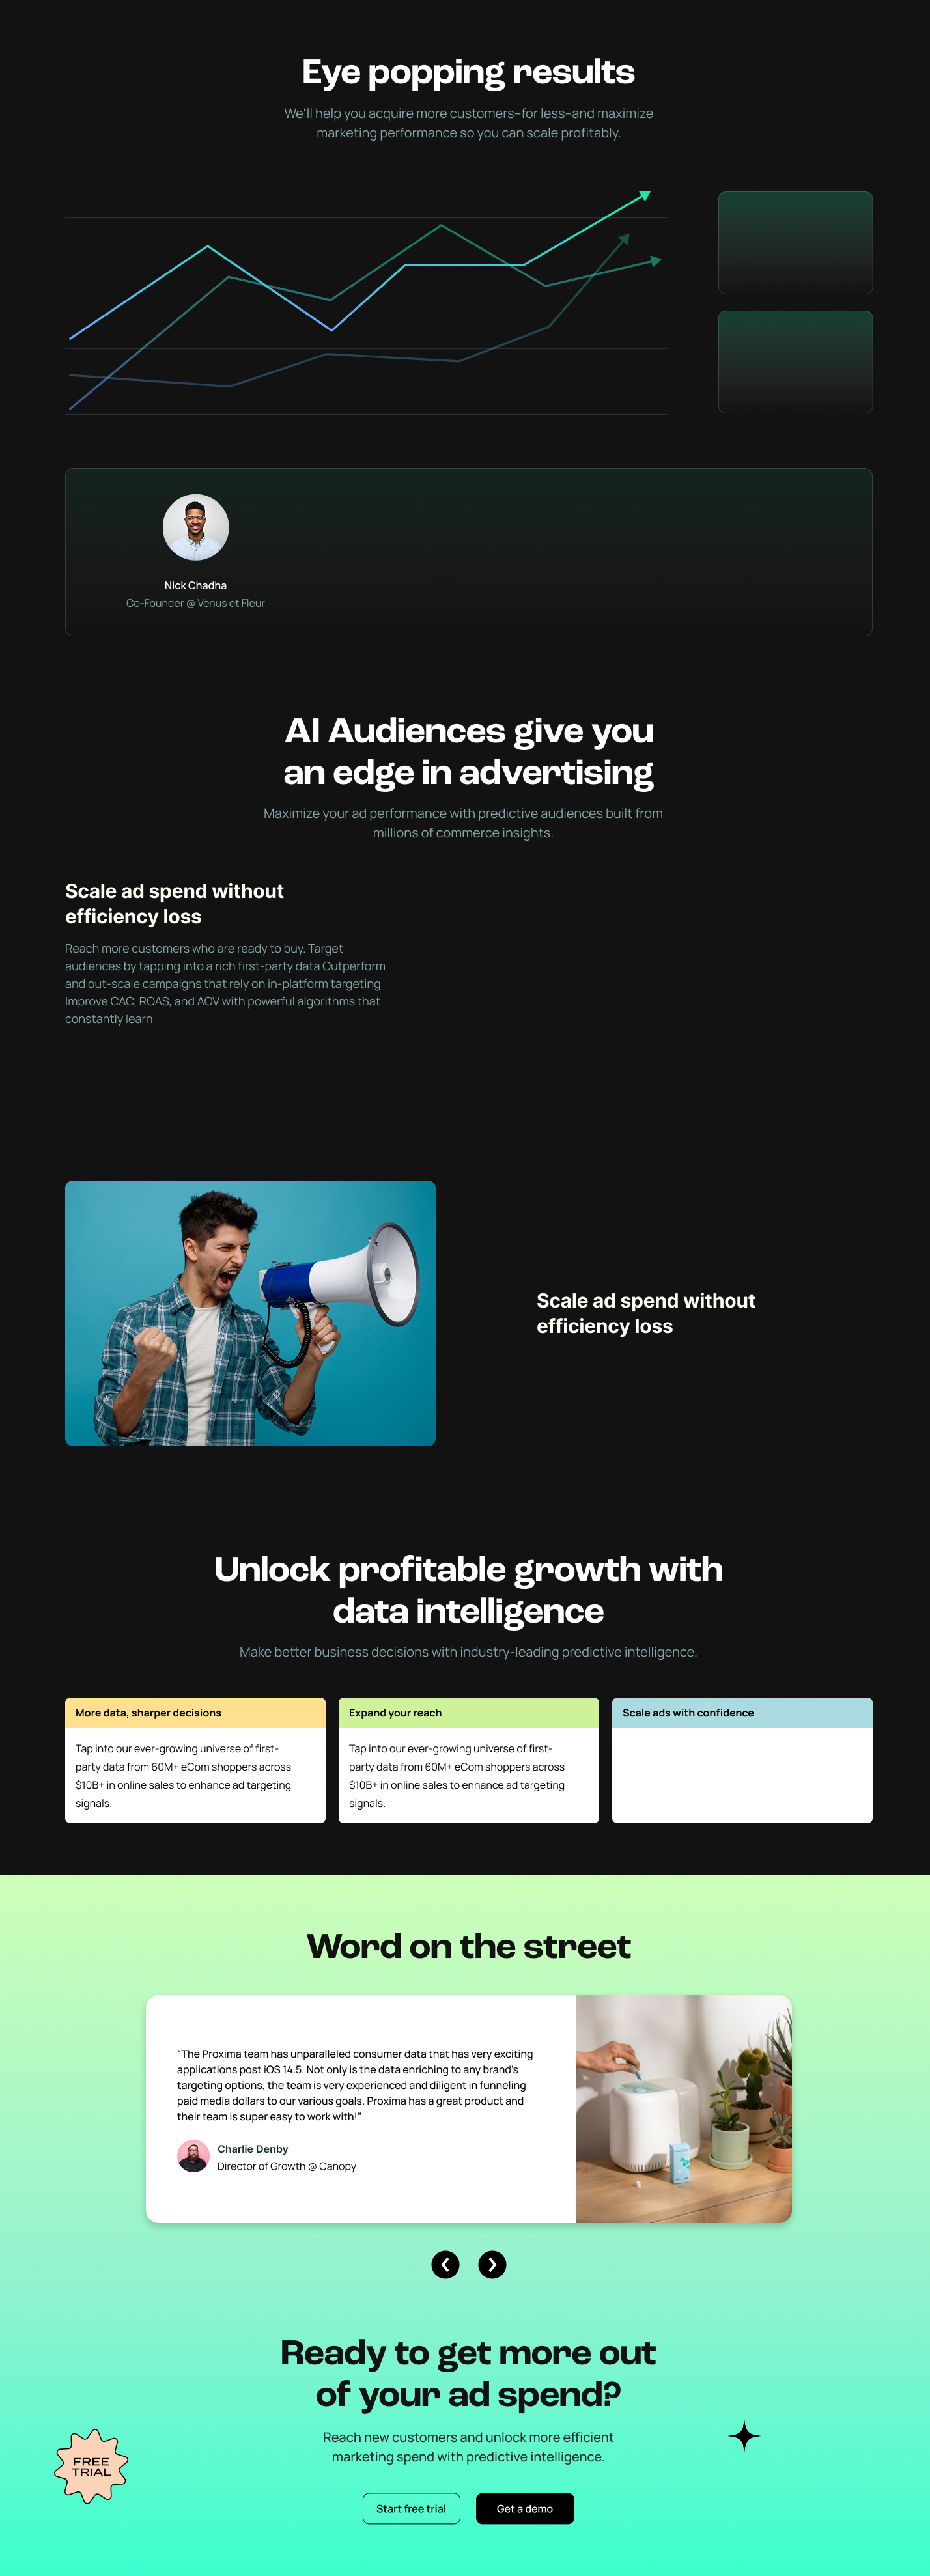 Eye popping results
We'll help you acquire more customers–for less–and maximize
marketing performance so you can scale profitably.
Nick Chadha
Co-Founder @ Venus et Fleur
AI Audiences give you
an edge in advertising
Maximize your ad performance with predictive audiences built from
millions of commerce insights.
Scale ad spend without
efficiency loss
Reach more customers who are ready to buy. Target
audiences by tapping into a rich first-party data Outperform
and out-scale campaigns that rely on in-platform targeting
Improve CAC, ROAS, and AOV with powerful algorithms that
constantly learn
Scale ad spend without
efficiency loss
Unlock profitable growth with
data intelligence
Make better business decisions with industry-leading predictive intelligence.
More data, sharper decisions
Tap into our ever-growing universe of first-
party data from 60M+ eCom shoppers across
$10B+ in online sales to enhance ad targeting
signals.
Expand your reach
Tap into our ever-growing universe of first-
party data from 60M+ eCom shoppers across
$10B+ in online sales to enhance ad targeting
signals.
Scale ads with confidence
Word on the street
“The Proxima team has unparalleled consumer data that has very exciting
applications post iOS 14.5. Not only is the data enriching to any brand's
targeting options, the team is very experienced and diligent in funneling
paid media dollars to our various goals. Proxima has a great product and
their team is super easy to work with!”
Charlie Denby
Director of Growth @ Canopy
Ready to get more out
of your ad spend?
Reach new customers and unlock more efficient
marketing spend with predictive intelligence.
FREE
TRIAL
Start free trial
Get a demo